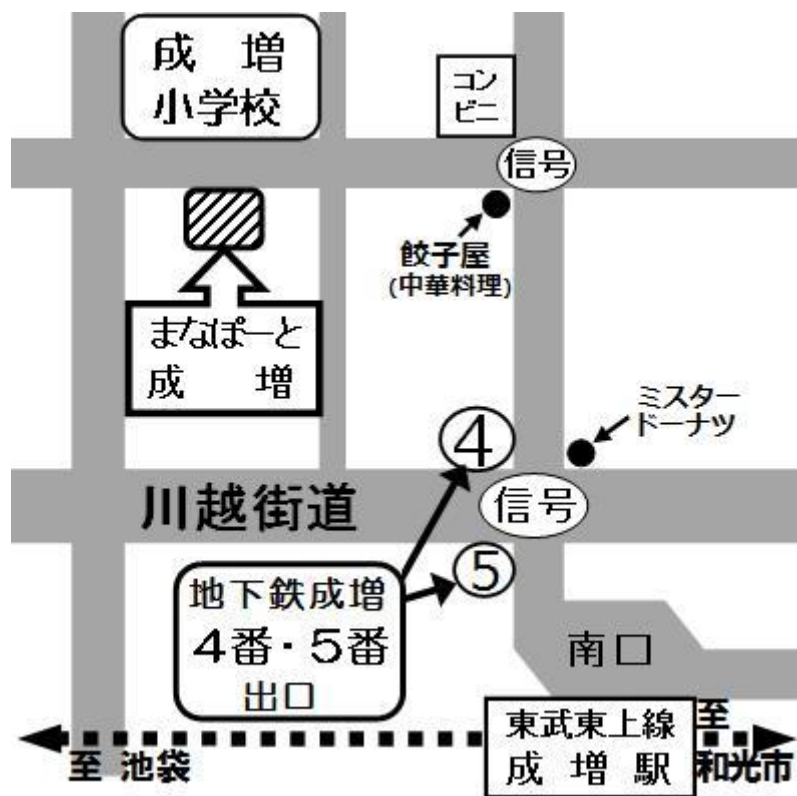 成 増
小学校
コン
ビニ
信号
餃子屋
(中華料理)
まなぽーと
成 増
ミスター
ドーナツ
④
川越街道
信号
⑤
地下鉄成増
4番・5番
出口
南口
東武東上線
成 増 駅
至 池袋
至
和光市